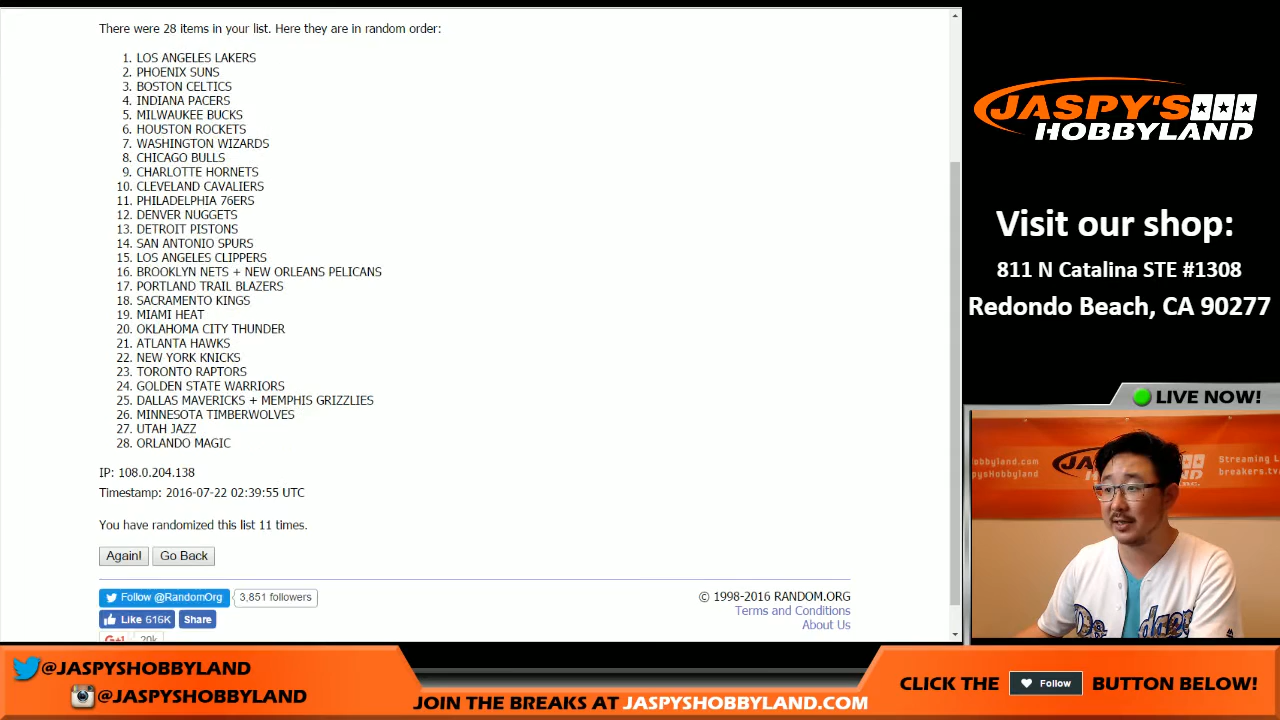 There were 28 items in your list. Here they are in random order:
1. LOS ANGELES LAKERS
2. PHOENIX SUNS
3. BOSTON CELTICS
4. INDIANA PACERS
5. MILWAUKEE BUCKS
6. HOUSTON ROCKETS
7. WASHINGTON WIZARDS
8. CHICAGO BULLS
9. CHARLOTTE HORNETS
10. CLEVELAND CAVALIERS
11. PHILADELPHIA 76ERS
12. DENVER NUGGETS
13. DETROIT PISTONS
14. SAN ANTONIO SPURS
15. LOS ANGELES CLIPPERS
16. BROOKLYN NETS + NEW ORLEANS PELICANS
17. PORTLAND TRAIL BLAZERS
18. SACRAMENTO KINGS
19. MIAMI HEAT
20. OKLAHOMA CITY THUNDER
21. ATLANTA HAWKS
22. NEW YORK KNICKS
23. TORONTO RAPTORS
24. GOLDEN STATE WARRIORS
25. DALLAS MAVERICKS + MEMPHIS GRIZZLIES
26. MINNESOTA TIMBERWOLVES
27. UTAH JAZZ
28. ORLANDO MAGIC
IP: 108.0.204.138
Timestamp: 2016-07-22 02:39:55 UTC
You have randomized this list 11 times.
Again! Go Back
Follow @RandomOrg 3,851 followers
Like 616K Share
G+1 20k
© 1998-2016 RANDOM.ORG
Terms and Conditions
About Us
JASPY'S
HOBBYLAND
Visit our shop:
811 N Catalina STE #1308
Redondo Beach, CA 90277
LIVE NOW!
hobbyland.com
pysHobbyland
Streaming L
breakers.tv
@JASPYSHOBBYLAND
@JASPYSHOBBYLAND
JOIN THE BREAKS AT JASPYSHOBBYLAND.COM
CLICK THE Follow BUTTON BELOW!